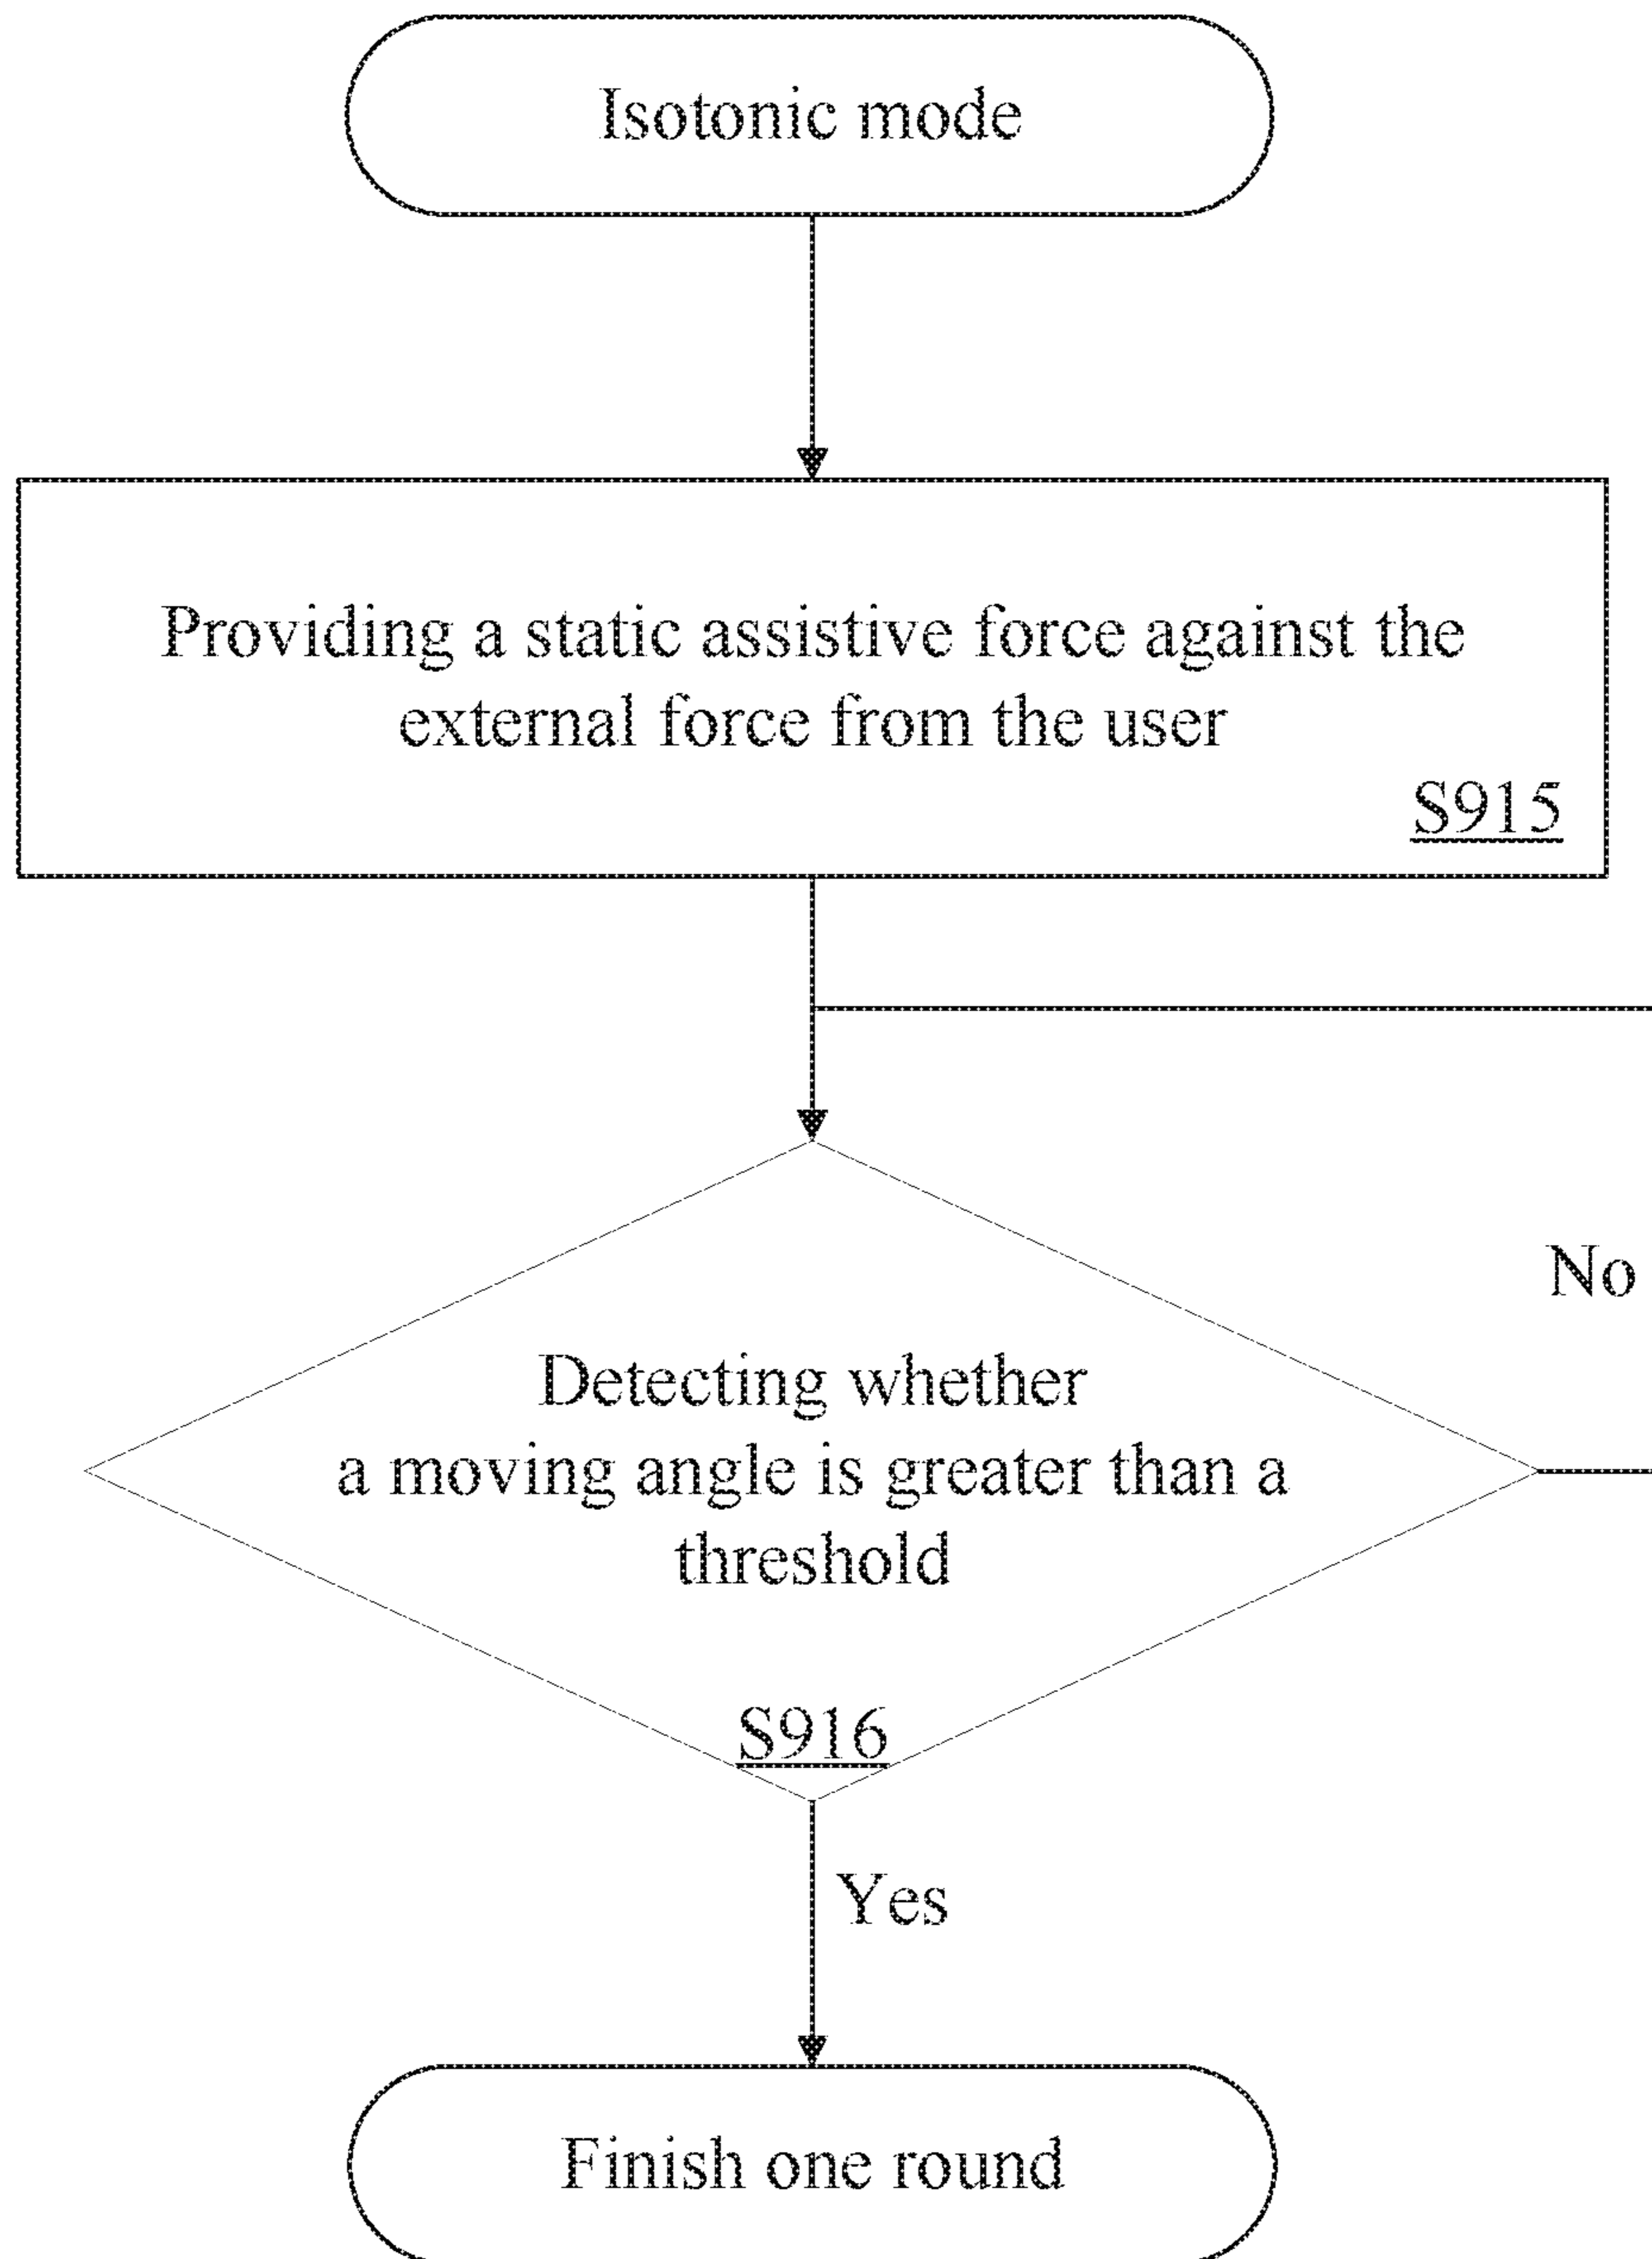 Isotonic mode
Providing a static assistive force against the
external force from the user
S915
No
Detecting whether
a moving angle is greater than a
threshold
S916
Yes
Finish one round